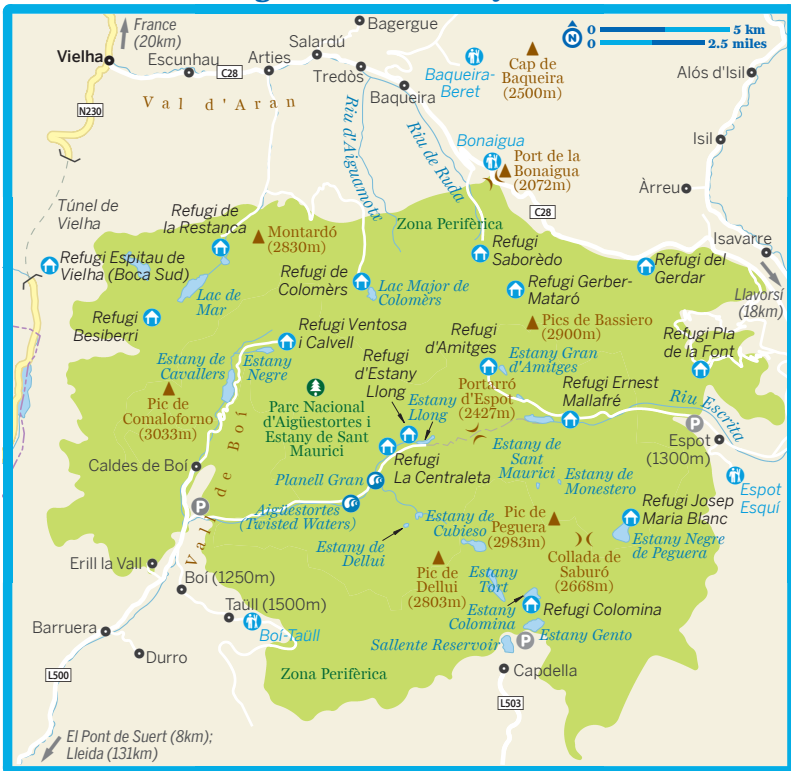 France
(20km)
Bagergue
Vielha
Escunhau
Arties
Salardú
Tredòs
C28
Baqueira
Baqueira-
Beret
Cap de
Baqueira
(2500m)
N
0 5 km
0 2.5 miles
Alós d'Isil
Val d'Aran
N230
Riu d'Aiguamotx
Riu de Ruda
Bonaigua
Port de la
Bonaigua
(2072m)
Isil
Àrreu
C28
Isavarre
Llavorsí
(18km)
Túnel de
Vielha
Refugi de
la Restanca
Montardó
(2830m)
Zona Perifèrica
Refugi
Saborèdo
Refugi del
Gerdar
Refugi Espitau de
Vielha (Boca Sud)
Lac de
Mar
Refugi de
Colomèrs
Lac Major de
Colomèrs
Refugi Gerber-
Mataró
Refugi
Besiberri
Refugi Ventosa
i Calvell
Pics de Bassiero
(2900m)
Refugi Pla
de la Font
Estany de
Cavallers
Estany
Negre
Refugi
d'Estany
Llong
Refugi
d'Amitges
Estany Gran
d'Amitges
Pic de
Comaloforno
(3033m)
Parc Nacional
d'Aigüestortes i
Estany de Sant
Maurici
Estany
Llong
Portarró
d'Espot
(2427m)
Refugi Ernest
Mallafré
Riu Escrita
P
Espot
(1300m)
Espot
Esquí
Caldes de Boí
Vall de Boí
Planell Gran
Refugi
La Centraleta
Estany de
Sant
Maurici
Estany de
Monestero
P
Aigüestortes
(Twisted Waters)
Estany de
Dellui
Estany de
Cubieso
Pic de
Peguera
(2983m)
Refugi Josep
Maria Blanc
Estany Negre
de Peguera
Erill la Vall
Boí (1250m)
Pic de
Dellui
(2803m)
Estany
Tort
Collada de
Saburó
(2668m)
Taüll (1500m)
Boí-Taüll
Estany
Colomina
Refugi Colomina
Barruera
Durro
Sallente Reservoir
P
Estany Gento
Zona Perifèrica
Capdella
L500
L503
El Pont de Suert (8km);
Lleida (131km)